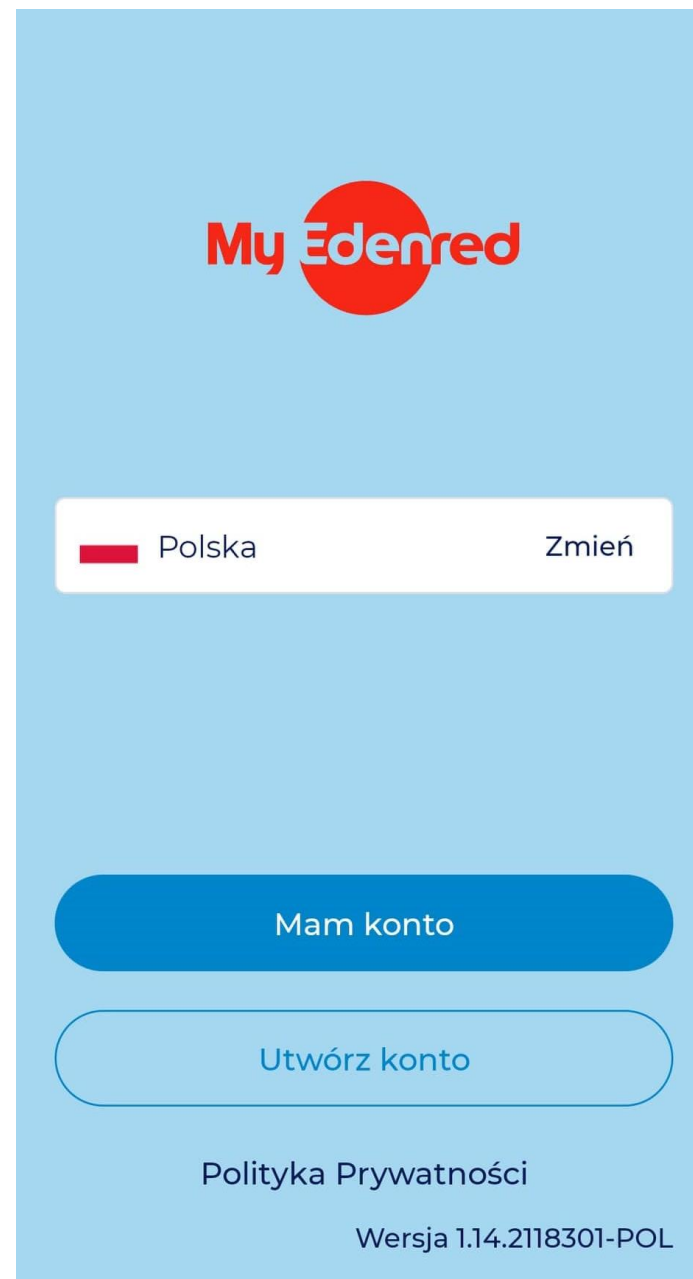 My Edenred
Polska Zmień
Mam konto
Utwórz konto
Polityka Prywatności
Wersja 1.14.2118301-POL